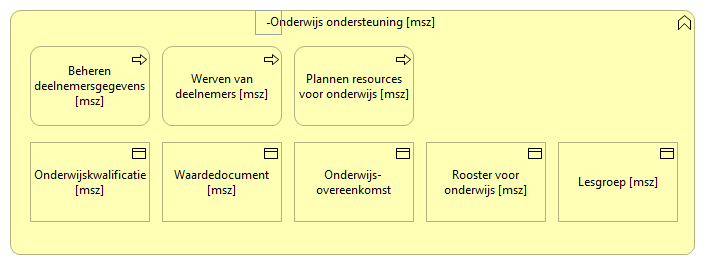 -Onderwijs ondersteuning [msz]
Beheren
deelnemersgegevens
[msz]
Werven van
deelnemers [msz]
Plannen resources
voor onderwijs [msz]
Onderwijskwalificatie
[msz]
Waardedocument
[msz]
Onderwijs-
overeenkomst
Rooster voor
onderwijs [msz]
Lesgroep [msz]